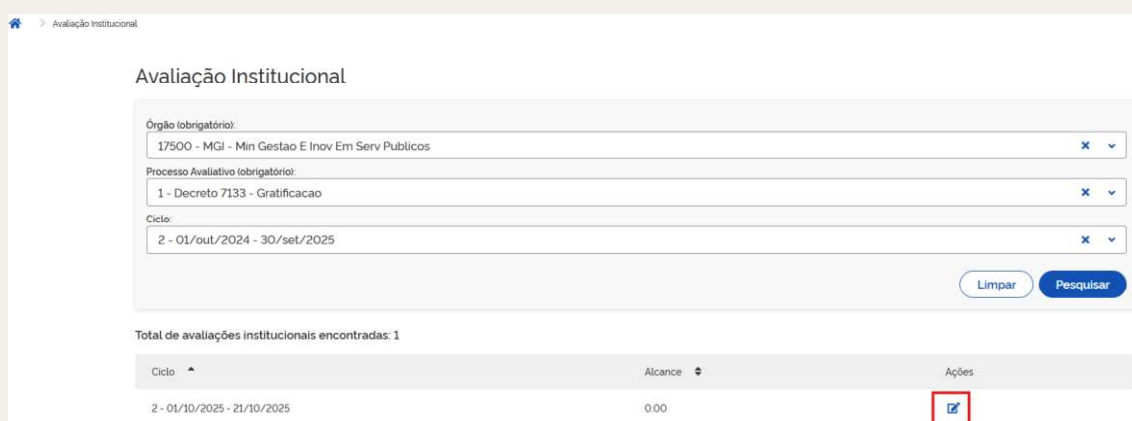 Avaliação Institucional
Avaliação Institucional
Órgão (obrigatório):
17500 - MGI - Min Gestao E Inov Em Serv Publicos
Processo Avaliativo (obrigatório):
1 - Decreto 7133 - Gratificacao
Ciclo:
2 - 01/out/2024 - 30/set/2025
Limpar Pesquisar
Total de avaliações institucionais encontradas: 1
Ciclo Alcance Ações
2 - 01/10/2025 - 21/10/2025 0.00